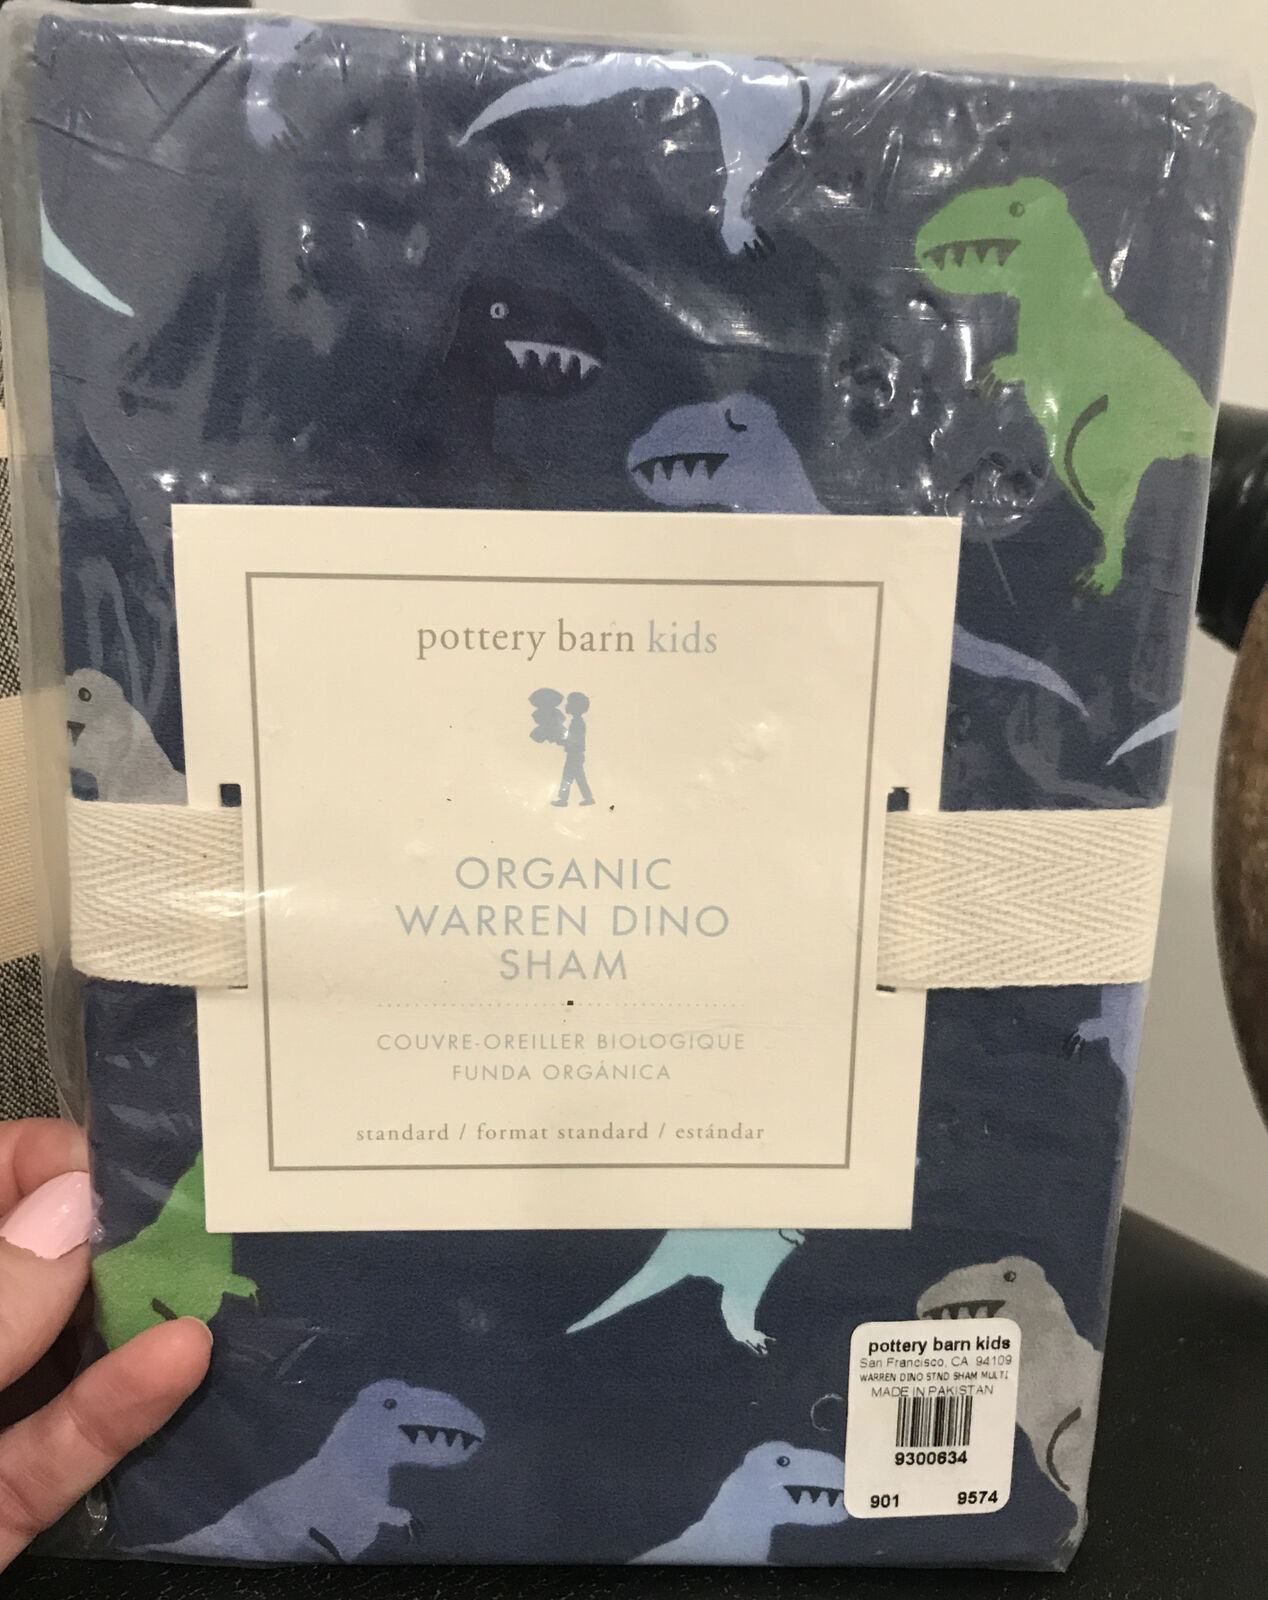 pottery barn kids
ORGANIC
WARREN DINO
SHAM
COUVRE-OREILLER BIOLOGIQUE
FUNDA ORGÁNICA
standard / format standard / estándar
pottery barn kids
San Francisco, CA 94109
WARREN DINO STND SHAM MULTI
MADE IN PAKISTAN
9300634
901 9574